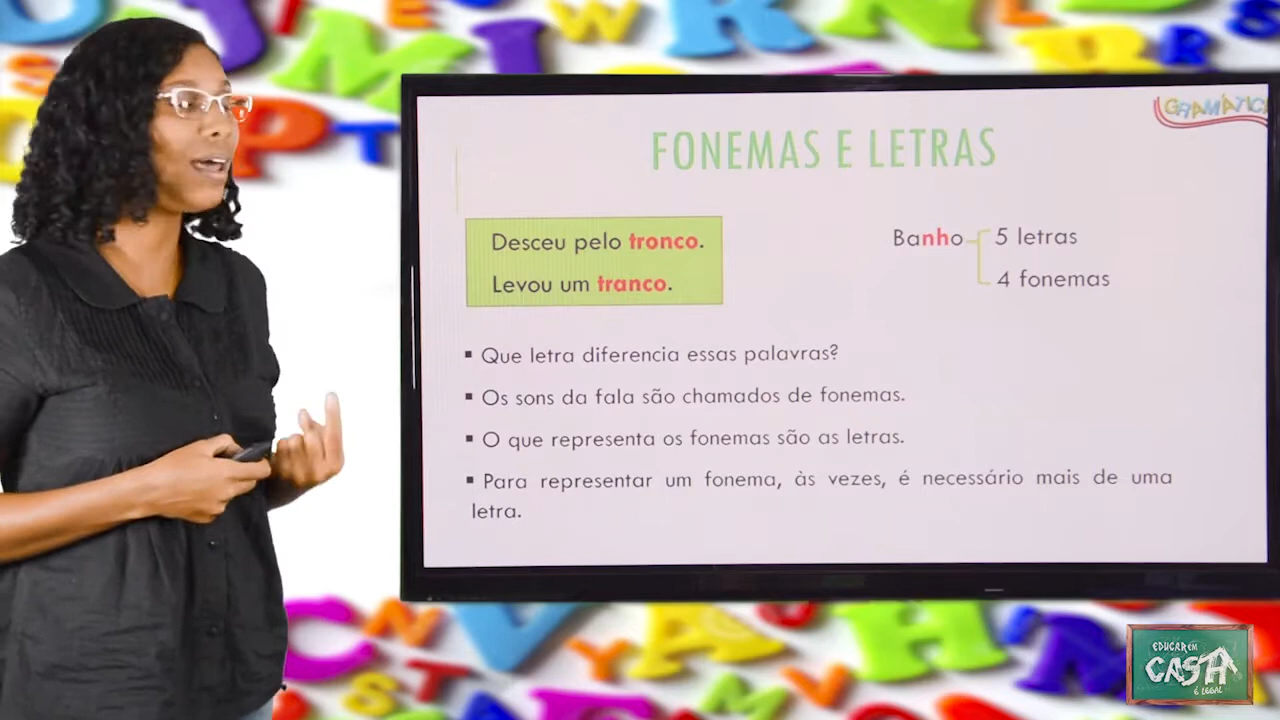 GRAMÁTIC
FONEMAS E LETRAS
Desceu pelo tronco.
Levou um tranco.
Banho
5 letras
4 fonemas
▪ Que letra diferencia essas palavras?
▪ Os sons da fala são chamados de fonemas.
▪ O que representa os fonemas são as letras.
▪ Para representar um fonema, às vezes, é necessário mais de uma
letra.
EDUCAR EM
CASA
É LEGAL